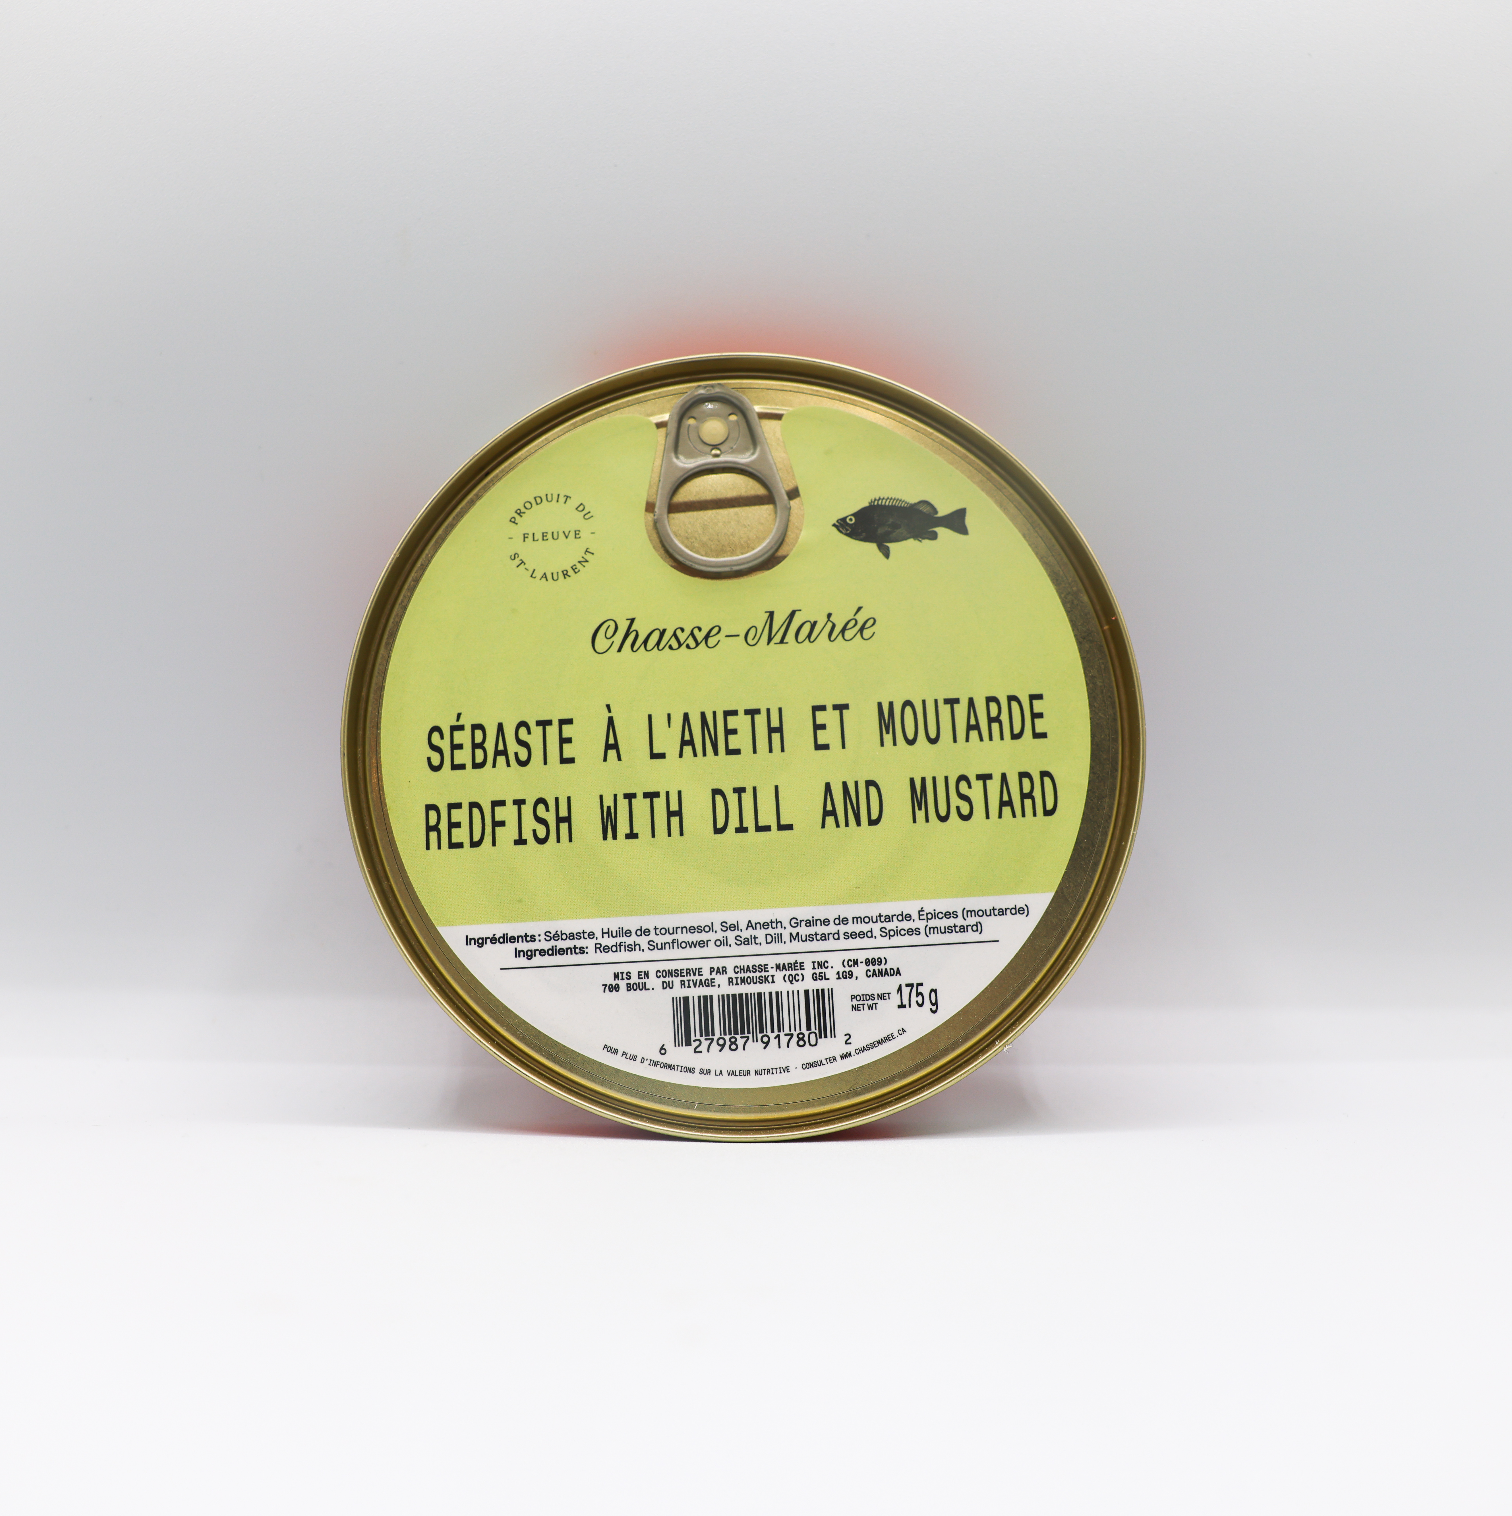 PRODUIT DU
- FLEUVE -
ST-LAURENT
Chasse-Marée
SÉBASTE À L'ANETH ET MOUTARDE
REDFISH WITH DILL AND MUSTARD
Ingrédients: Sébaste, Huile de tournesol, Sel, Aneth, Graine de moutarde, Épices (moutarde)
Ingredients: Redfish, Sunflower oil, Salt, Dill, Mustard seed, Spices (mustard)
MIS EN CONSERVE PAR CHASSE-MARÉE INC. (CM-009)
700 BOUL. DU RIVAGE, RIMOUSKI (QC) G5L 1G9, CANADA
POIDS NET
NET WT
175 g
6 27987 91780 2
POUR PLUS D'INFORMATIONS SUR LA VALEUR NUTRITIVE - CONSULTER WWW.CHASSEMAREE.CA